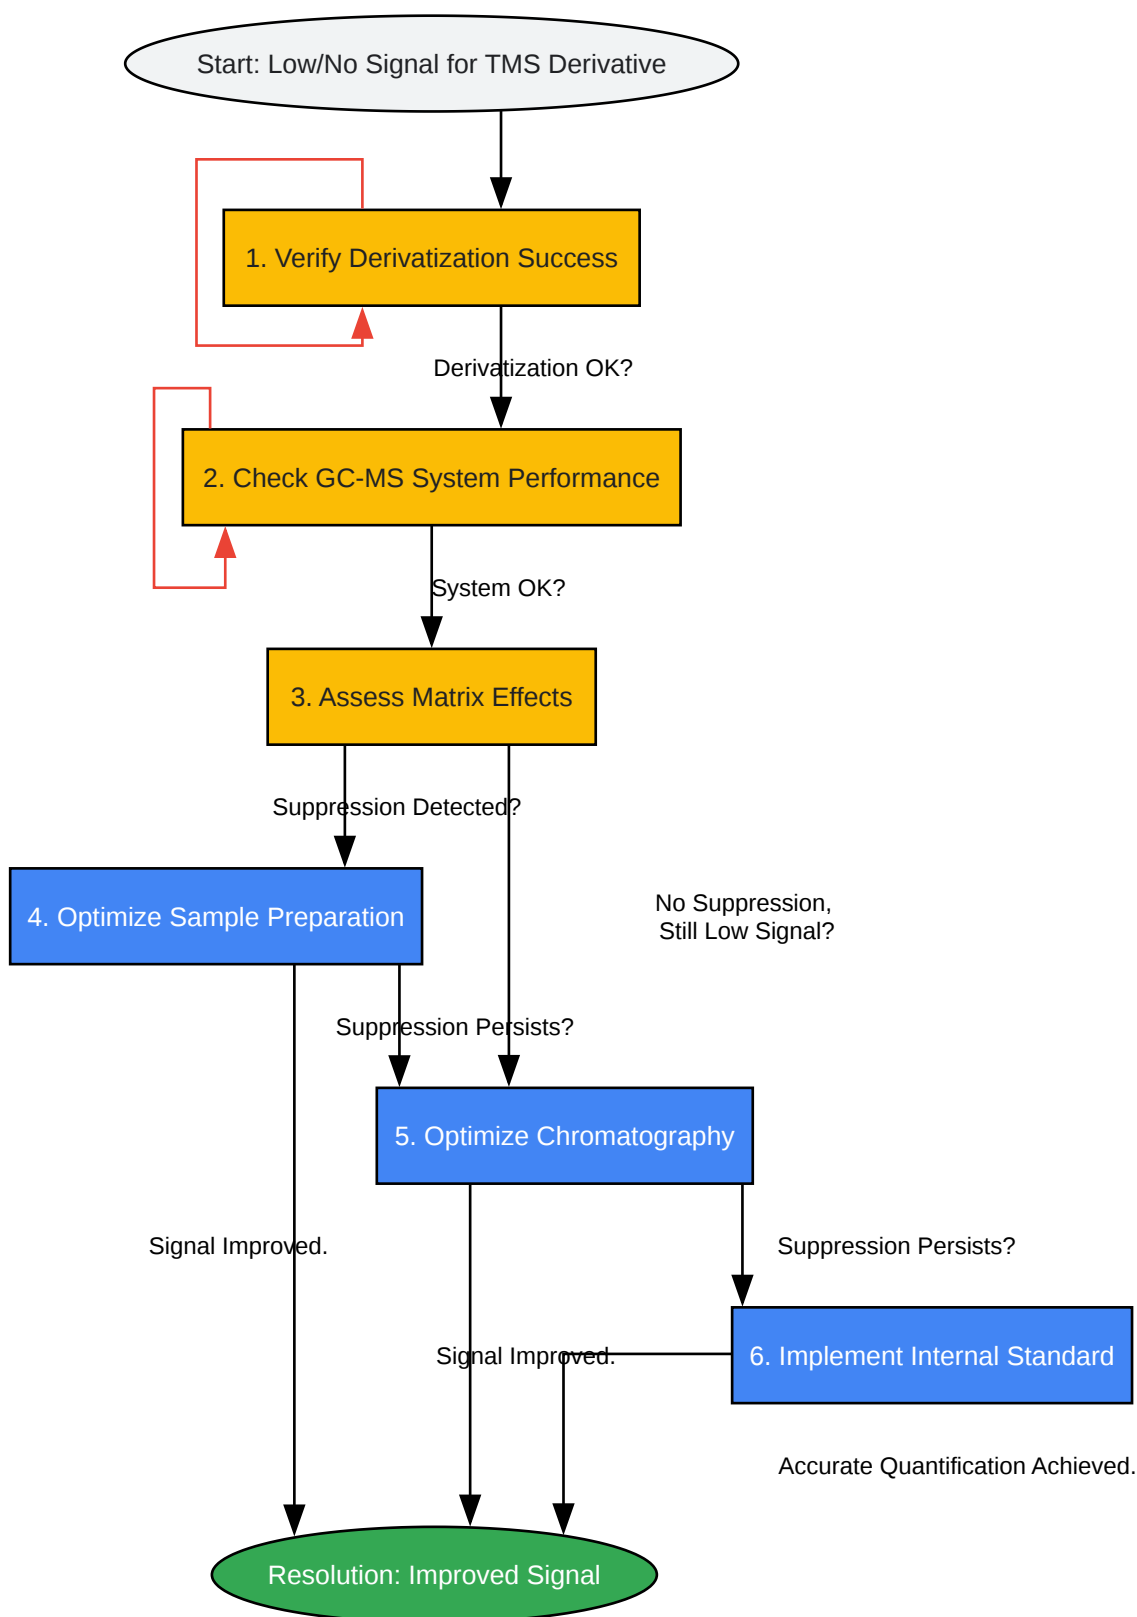 Start: Low/No Signal for TMS Derivative
1. Verify Derivatization Success
Derivatization OK?
2. Check GC-MS System Performance
System OK?
3. Assess Matrix Effects
Suppression Detected?
No Suppression,
Still Low Signal?
4. Optimize Sample Preparation
Suppression Persists?
5. Optimize Chromatography
Signal Improved.
Suppression Persists?
Signal Improved.
6. Implement Internal Standard
Accurate Quantification Achieved.
Resolution: Improved Signal